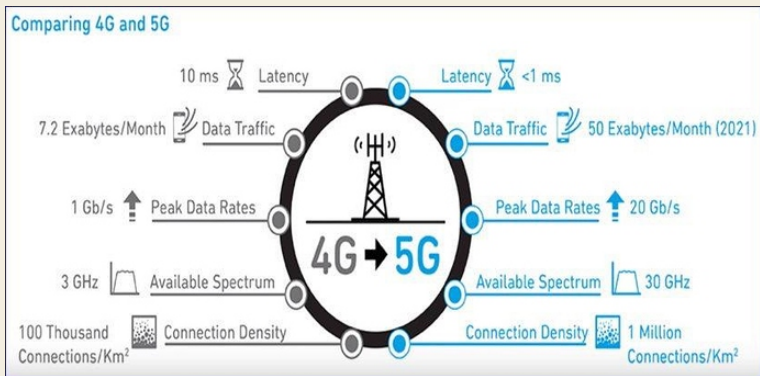 Comparing 4G and 5G
10 ms Latency
7.2 Exabytes/Month Data Traffic
1 Gb/s Peak Data Rates
3 GHz Available Spectrum
100 Thousand
Connections/Km² Connection Density
4G 5G
Latency <1 ms
Data Traffic 50 Exabytes/Month (2021)
Peak Data Rates 20 Gb/s
Available Spectrum 30 GHz
Connection Density 1 Million
Connections/Km²